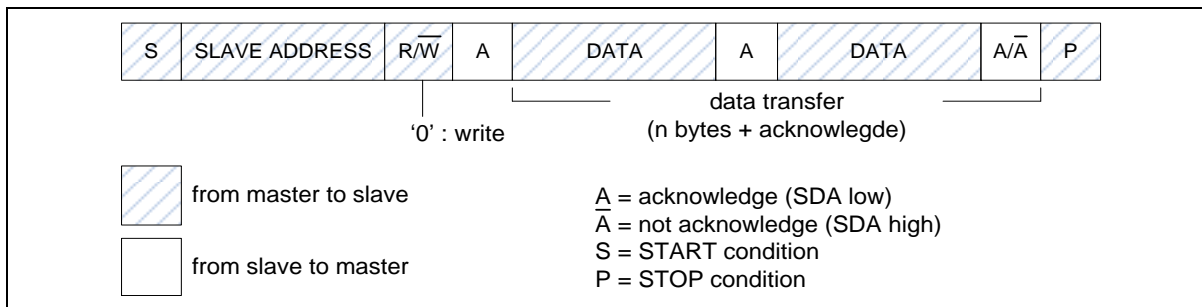 S SLAVE ADDRESS R/W̅ A DATA A DATA A/A̅ P
data transfer
(n bytes + acknowlegde)
‘0’ : write
from master to slave
from slave to master
A = acknowledge (SDA low)
A̅ = not acknowledge (SDA high)
S = START condition
P = STOP condition